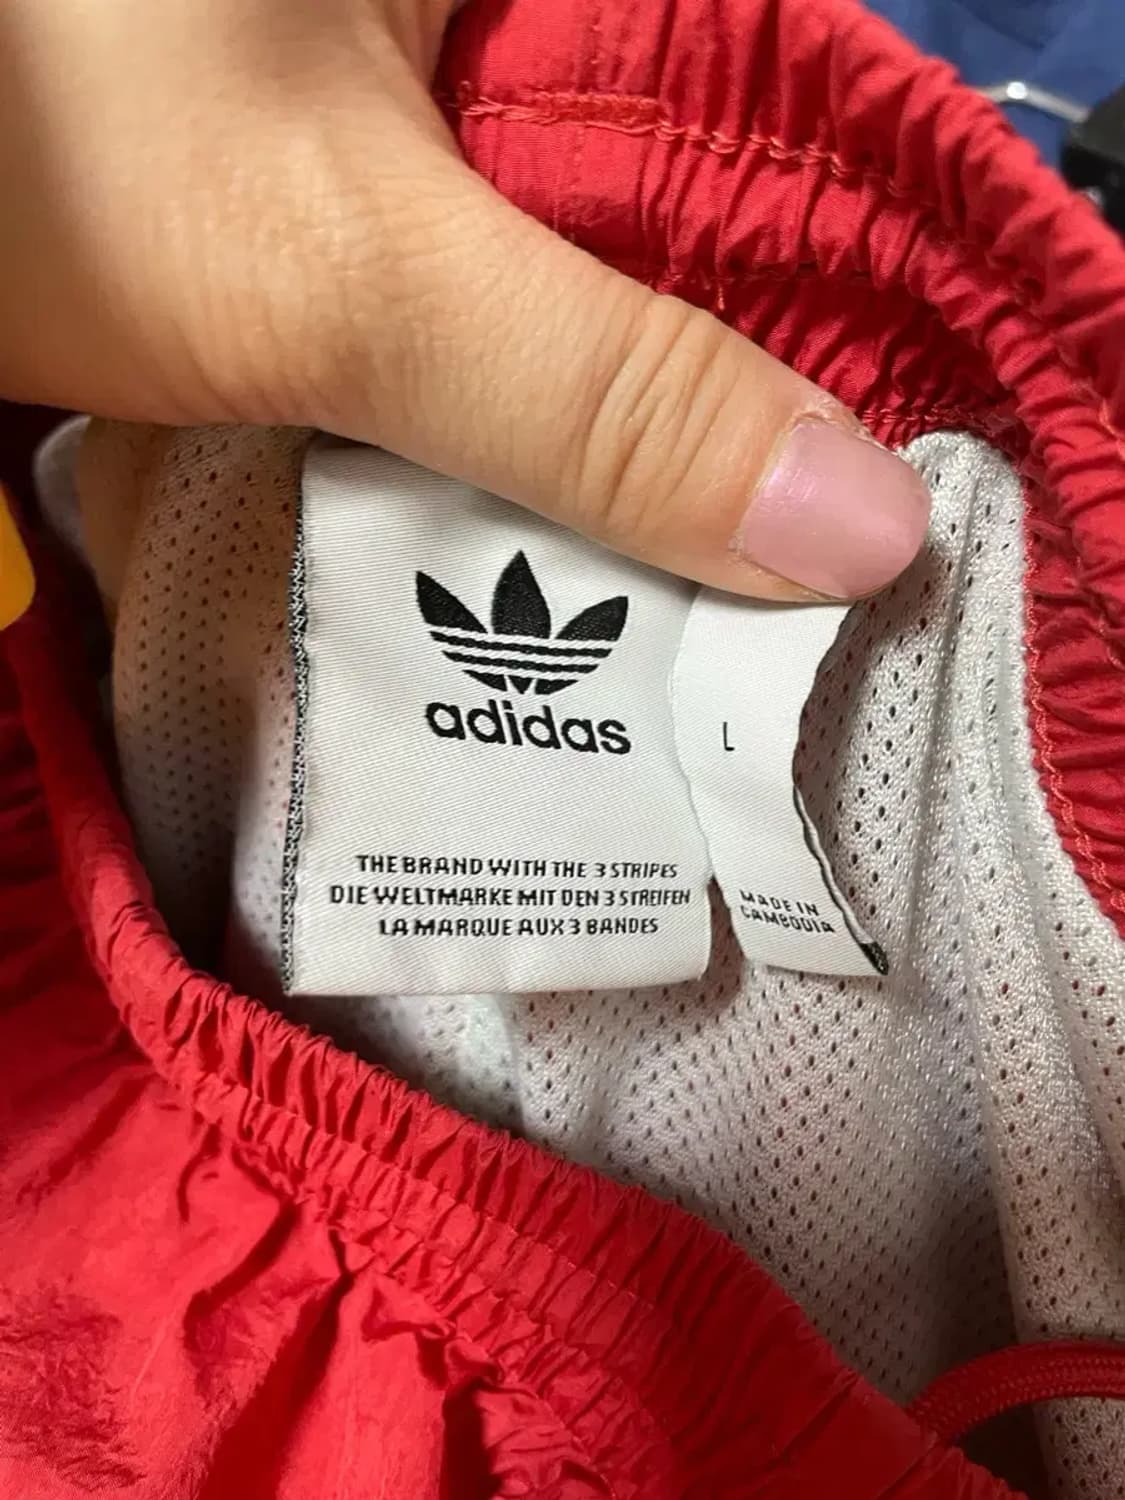 adidas
THE BRAND WITH THE 3 STRIPES
DIE WELTMARKE MIT DEN 3 STREIFEN
LA MARQUE AUX 3 BANDES
L
MADE IN
CAMBODIA